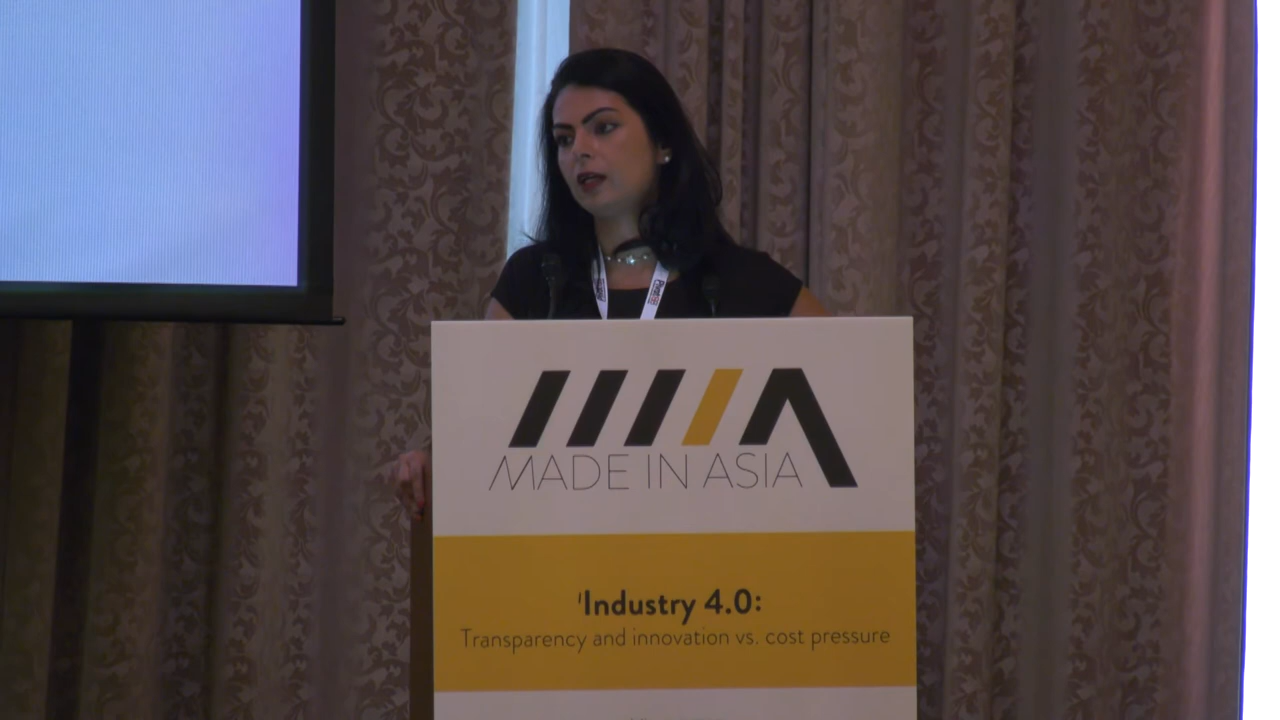 MADE IN ASIA
'Industry 4.0:
Transparency and innovation vs. cost pressure